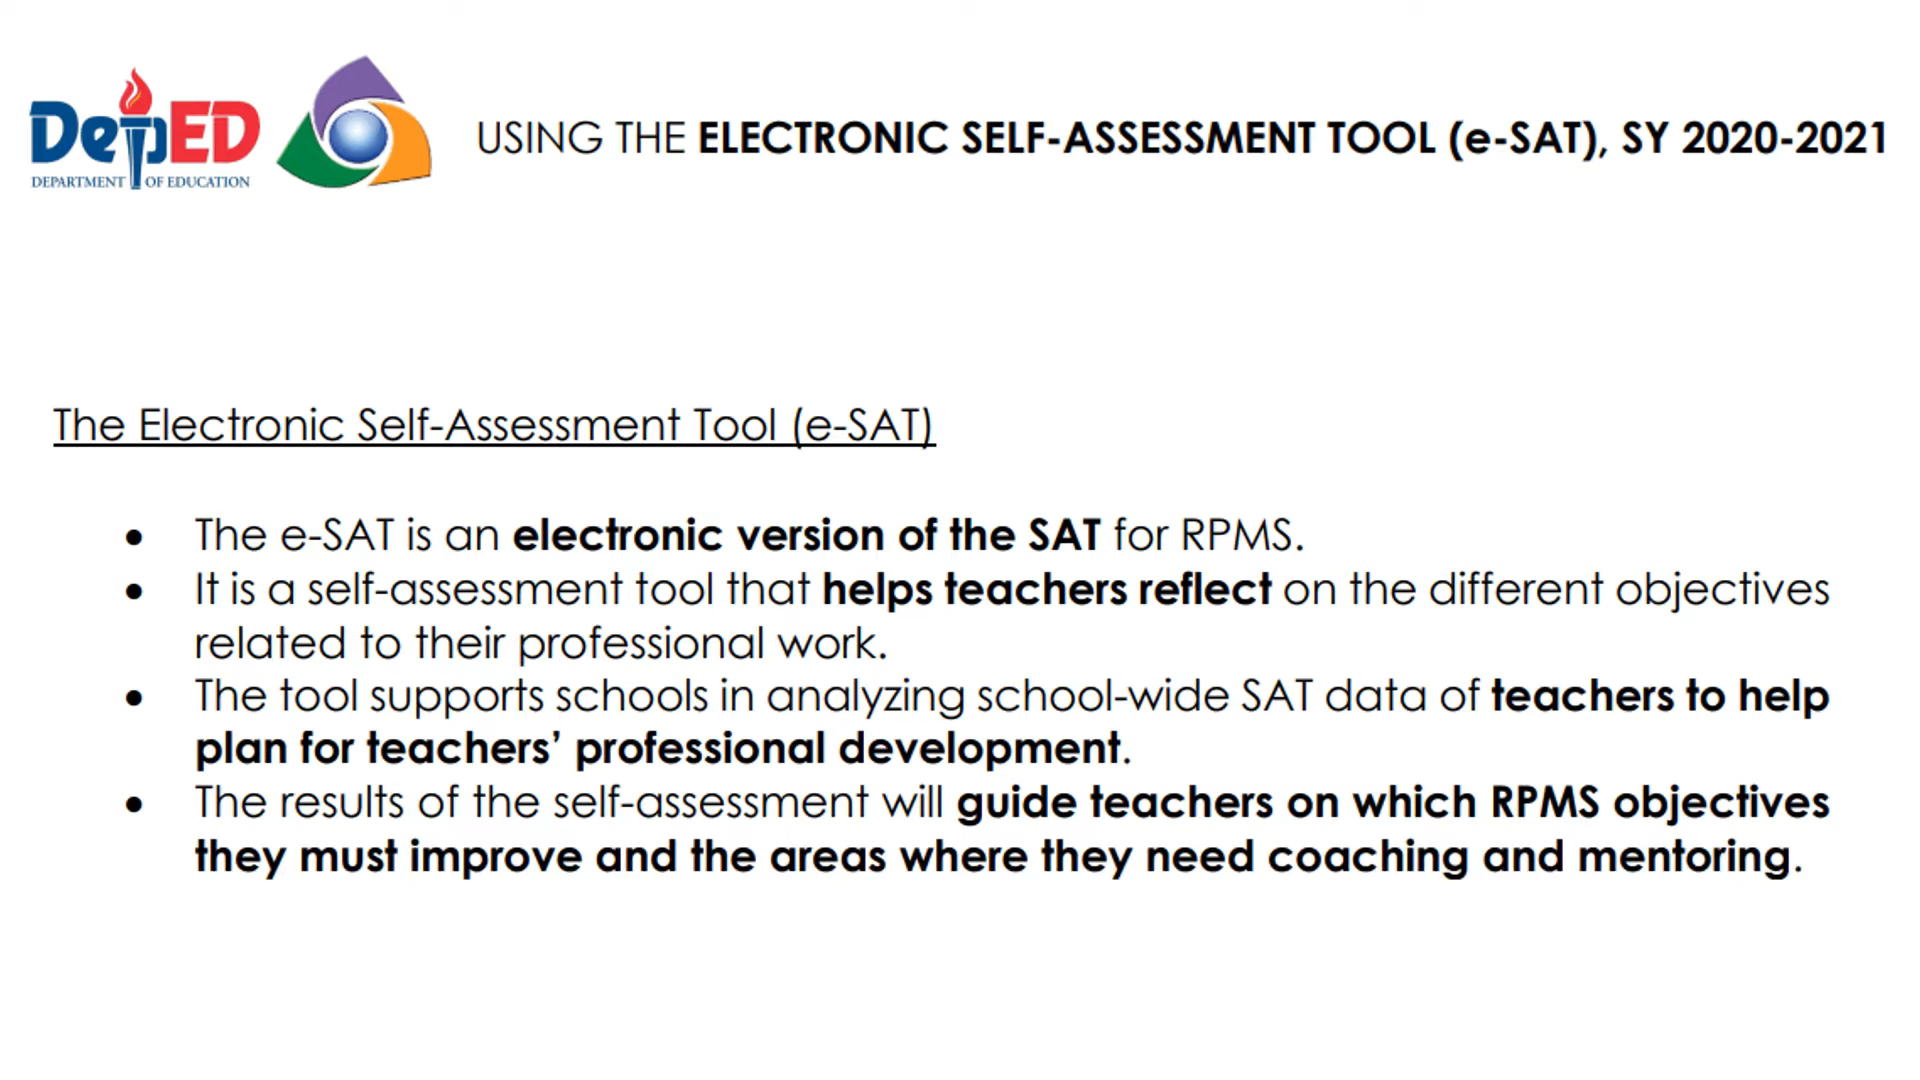 DepED
DEPARTMENT OF EDUCATION
USING THE ELECTRONIC SELF-ASSESSMENT TOOL (e-SAT), SY 2020-2021
The Electronic Self-Assessment Tool (e-SAT)
• The e-SAT is an electronic version of the SAT for RPMS.
• It is a self-assessment tool that helps teachers reflect on the different objectives
related to their professional work.
• The tool supports schools in analyzing school-wide SAT data of teachers to help
plan for teachers’ professional development.
• The results of the self-assessment will guide teachers on which RPMS objectives
they must improve and the areas where they need coaching and mentoring.